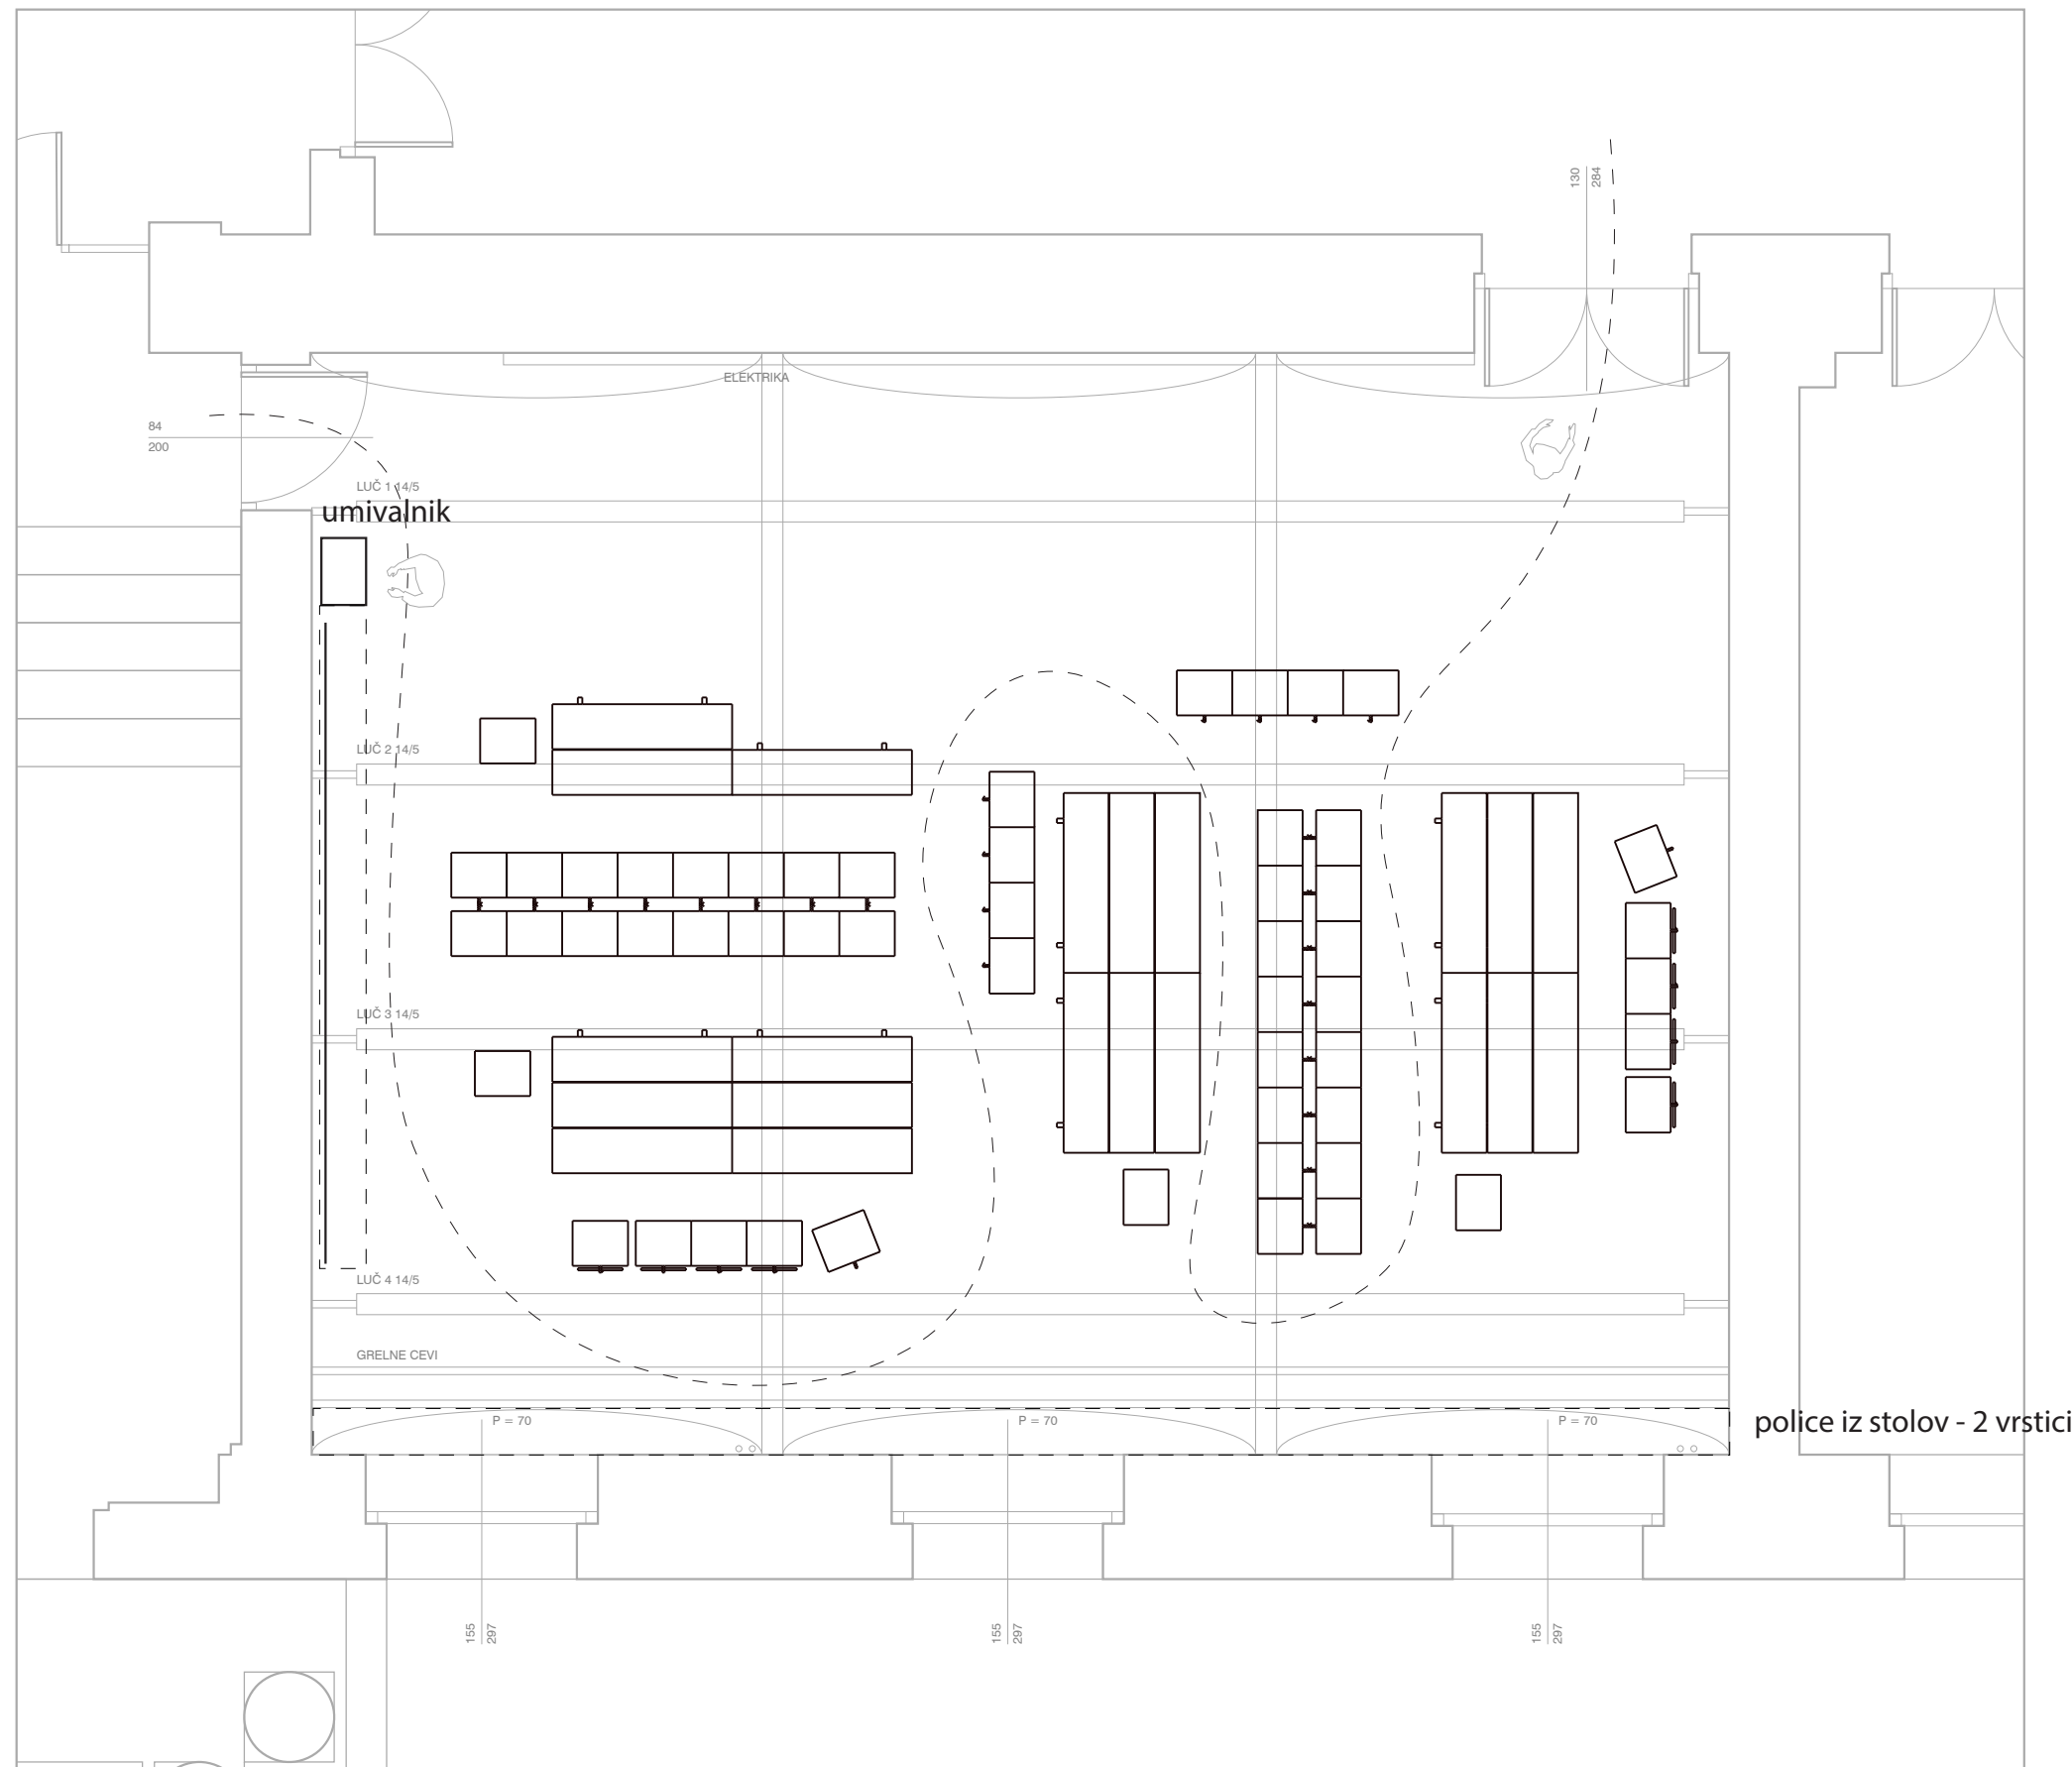 130
284
ELEKTRIKA
84
200
LUČ 1 14/5
umivalnik
LUČ 2 14/5
LUČ 3 14/5
LUČ 4 14/5
GRELNE CEVI
P = 70
P = 70
P = 70
police iz stolov - 2 vrstici
155
297
155
297
155
297